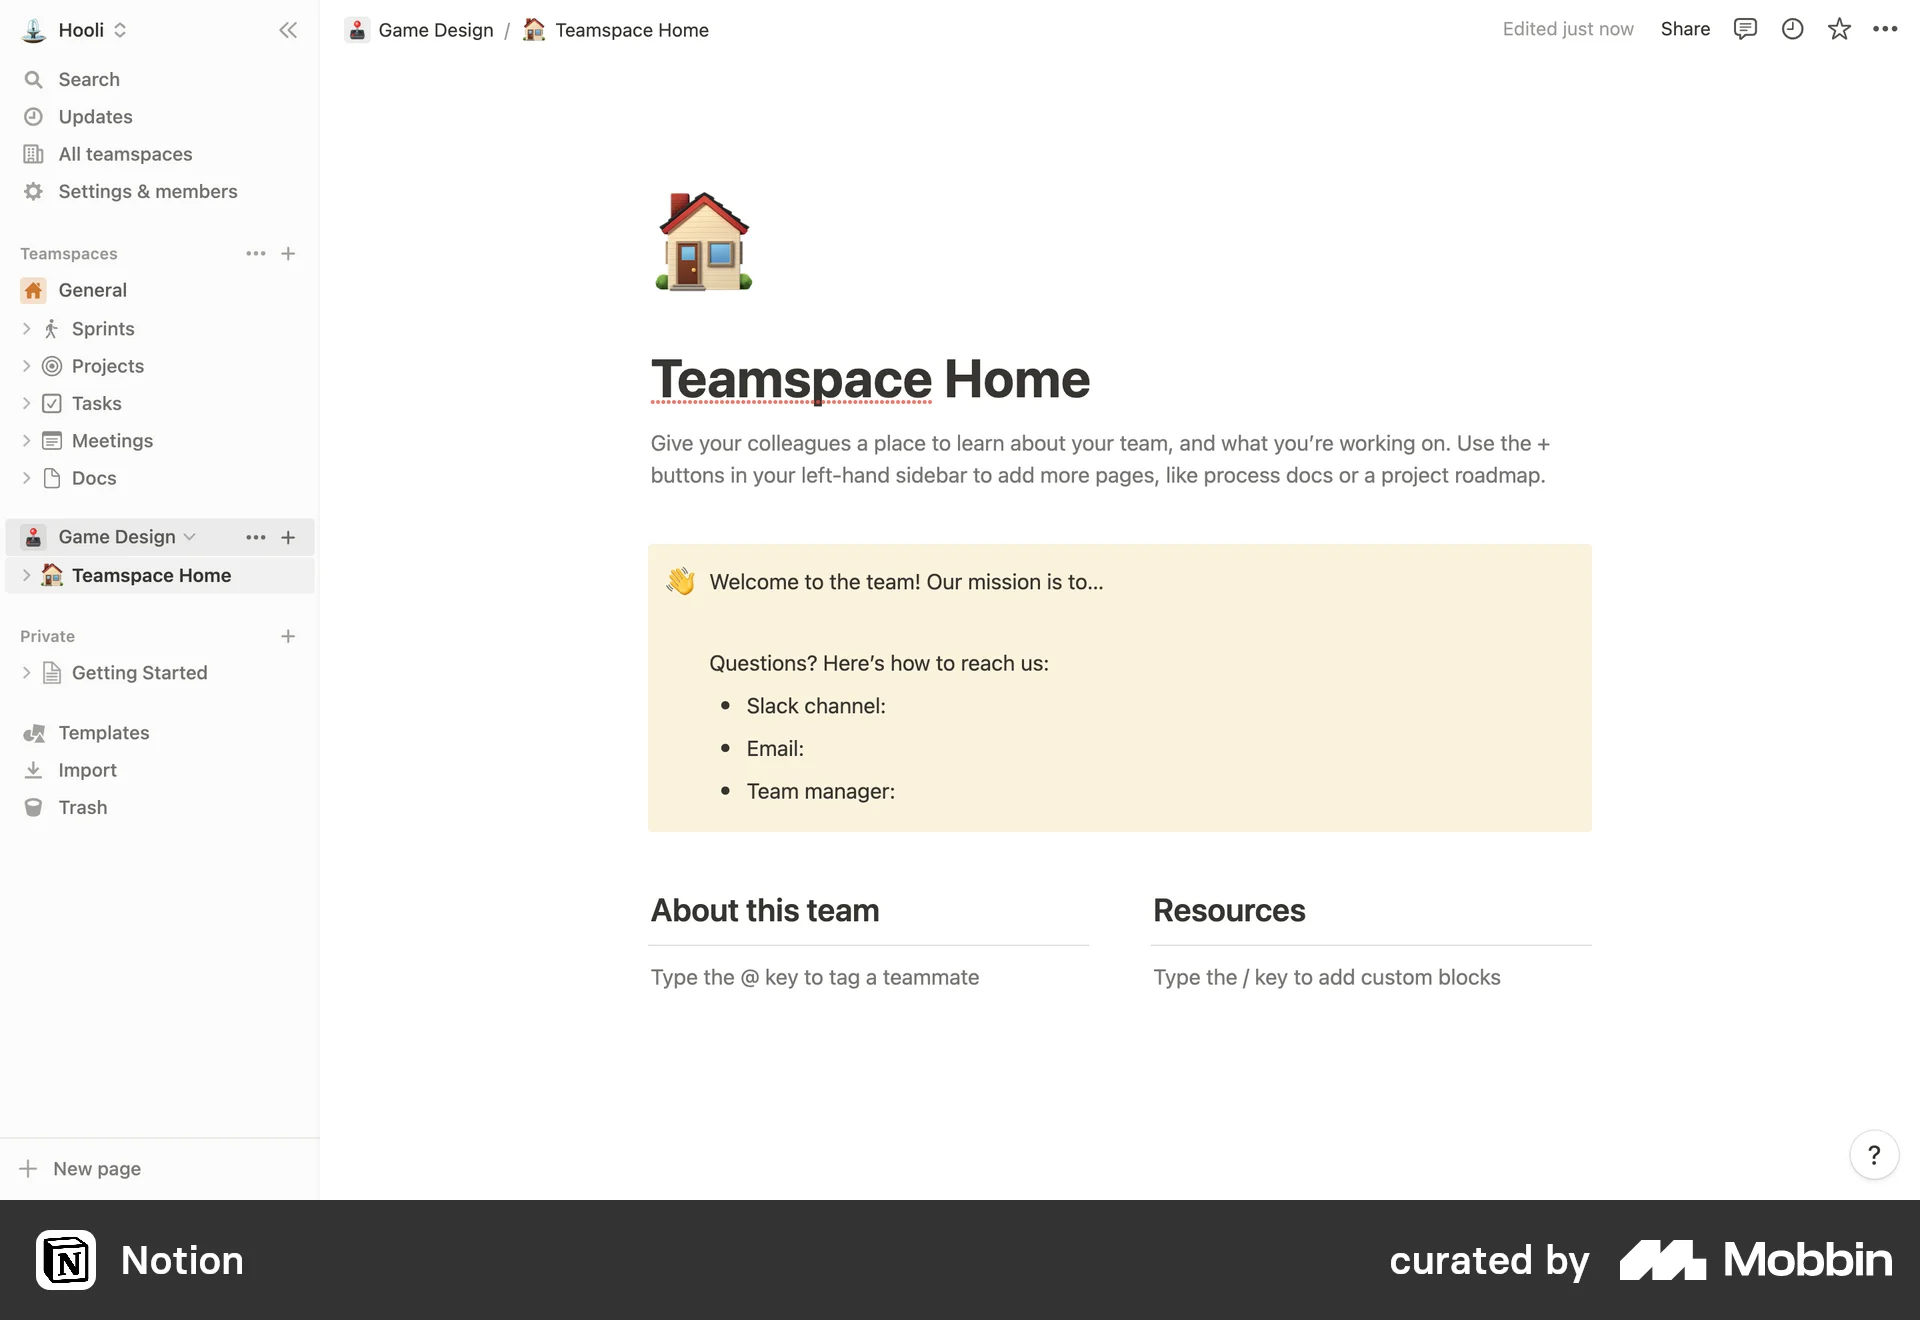 Hooli
Search
Updates
All teamspaces
Settings & members
Teamspaces
General
Sprints
Projects
Tasks
Meetings
Docs
Game Design
Teamspace Home
Private
Getting Started
Templates
Import
Trash
New page
Game Design / Teamspace Home
Edited just now
Share
Teamspace Home
Give your colleagues a place to learn about your team, and what you’re working on. Use the +
buttons in your left-hand sidebar to add more pages, like process docs or a project roadmap.
Welcome to the team! Our mission is to...
Questions? Here’s how to reach us:
• Slack channel:
• Email:
• Team manager:
About this team
Type the @ key to tag a teammate
Resources
Type the / key to add custom blocks
?
N
Notion
curated by
Mobbin